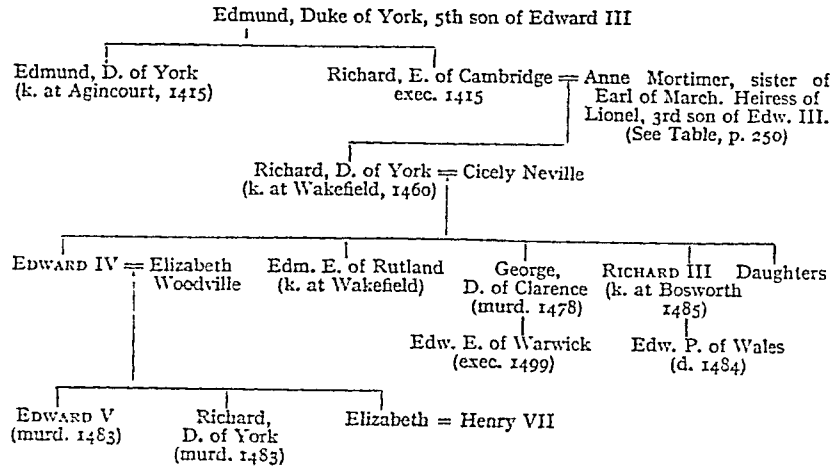 Edmund, Duke of York, 5th son of Edward III
Edmund, D. of York
(k. at Agincourt, 1415)
Richard, E. of Cambridge = Anne Mortimer, sister of
exec. 1415
Earl of March. Heiress of
Lionel, 3rd son of Edw. III.
(See Table, p. 250)
Richard, D. of York = Cicely Neville
(k. at Wakefield, 1460)
EDWARD IV = Elizabeth
Woodville
Edm. E. of Rutland
(k. at Wakefield)
George,
D. of Clarence
(murd. 1478)
RICHARD III
(k. at Bosworth
1485)
Daughters
Edw. E. of Warwick
(exec. 1499)
Edw. P. of Wales
(d. 1484)
EDWARD V
(murd. 1483)
Richard,
D. of York
(murd. 1483)
Elizabeth = Henry VII